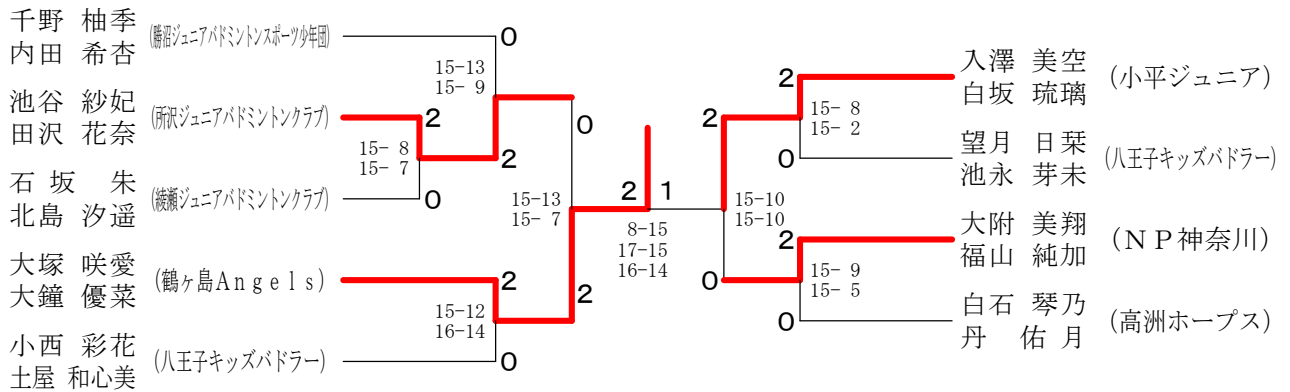 千野 柚季
内田 希杏
(勝沼ジュニアバドミントンスポーツ少年団)
0
15-13
15- 9
池谷 紗妃
田沢 花奈
(所沢ジュニアバドミントンクラブ)
2
15- 8
15- 7
2
石坂 朱
北島 汐遥
(綾瀬ジュニアバドミントンクラブ)
0
0
15-13
15- 7
大塚 咲愛
大鐘 優菜
(鶴ヶ島Angels)
2
15-12
16-14
2
小西 彩花
土屋 和心美
(八王子キッズバドラー)
0
2
1
8-15
17-15
16-14
入澤 美空
白坂 琉璃
(小平ジュニア)
2
15- 8
15- 2
2
望月 日菜
池永 芽未
(八王子キッズバドラー)
0
15-10
15-10
大附 美翔
福山 純加
(NP神奈川)
2
15- 9
15- 5
0
白石 琴乃
丹 佑月
(高洲ホープス)
0